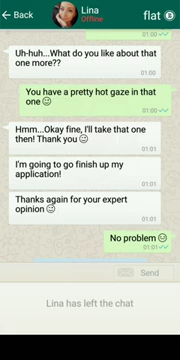 Back
Lina
Offline
flat
01:00
Uh-huh...What do you like about that
one more??
01:00
You have a pretty hot gaze in that
one
01:00
Hmm...Okay fine, I'll take that one
then! Thank you
01:01
I'm going to go finish up my
application!
01:01
Thanks again for your expert
opinion
01:01
No problem
01:01
Send
Lina has left the chat